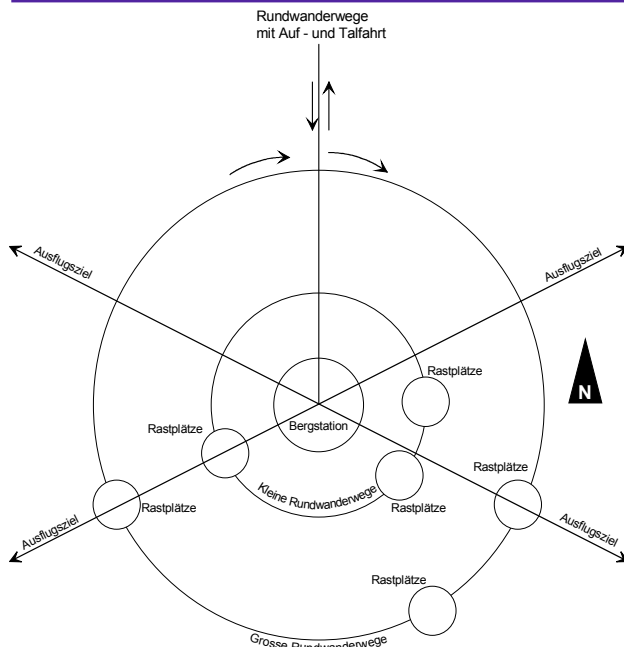 Rundwanderwege
mit Auf - und Talfahrt
Ausflugsziel
Ausflugsziel
Rastplätze
Bergstation
Rastplätze
Rastplätze
Kleine Rundwanderwege
N
Rastplätze
Rastplätze
Ausflugsziel
Ausflugsziel
Rastplätze
Grosse Rundwanderwege